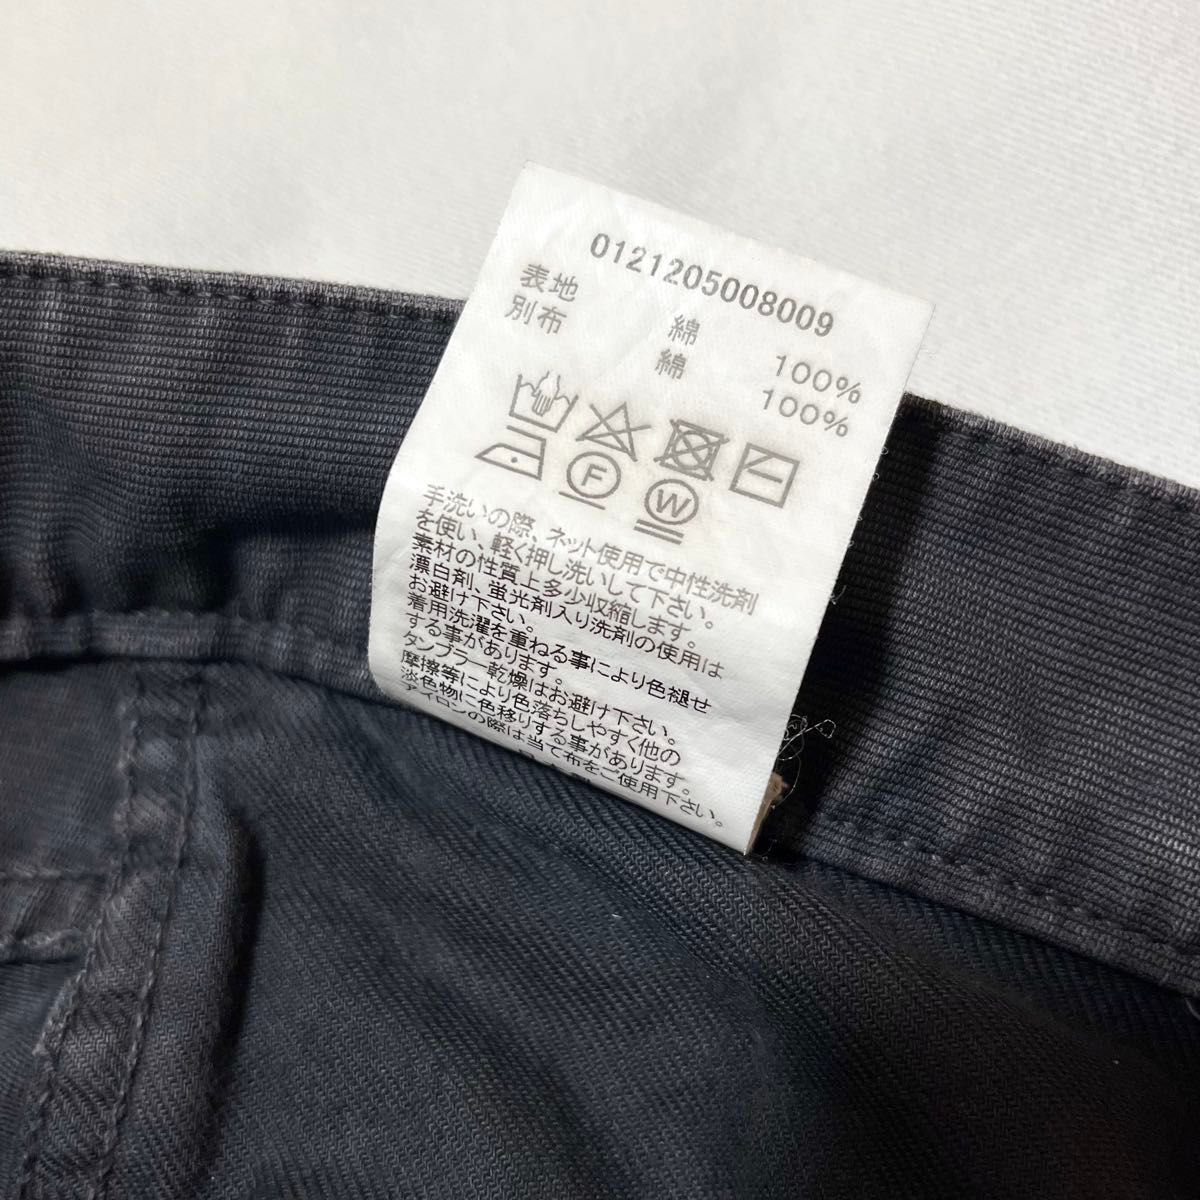 0121205008009
表地 綿 100%
別布 綿 100%
F W
手洗いの際、ネット使用で中性洗剤
を使い、軽く押し洗いして下さい。
素材の性質上多少収縮します。
漂白剤、蛍光剤入り洗剤の使用は
お避け下さい。
着用洗濯を重ねる事により色褪せ
する事があります。
タンブラー乾燥はお避け下さい。
摩擦等により色落ちしやすく他の
淡色物に色移りする事があります。
アイロンの際は当て布をご使用下さい。